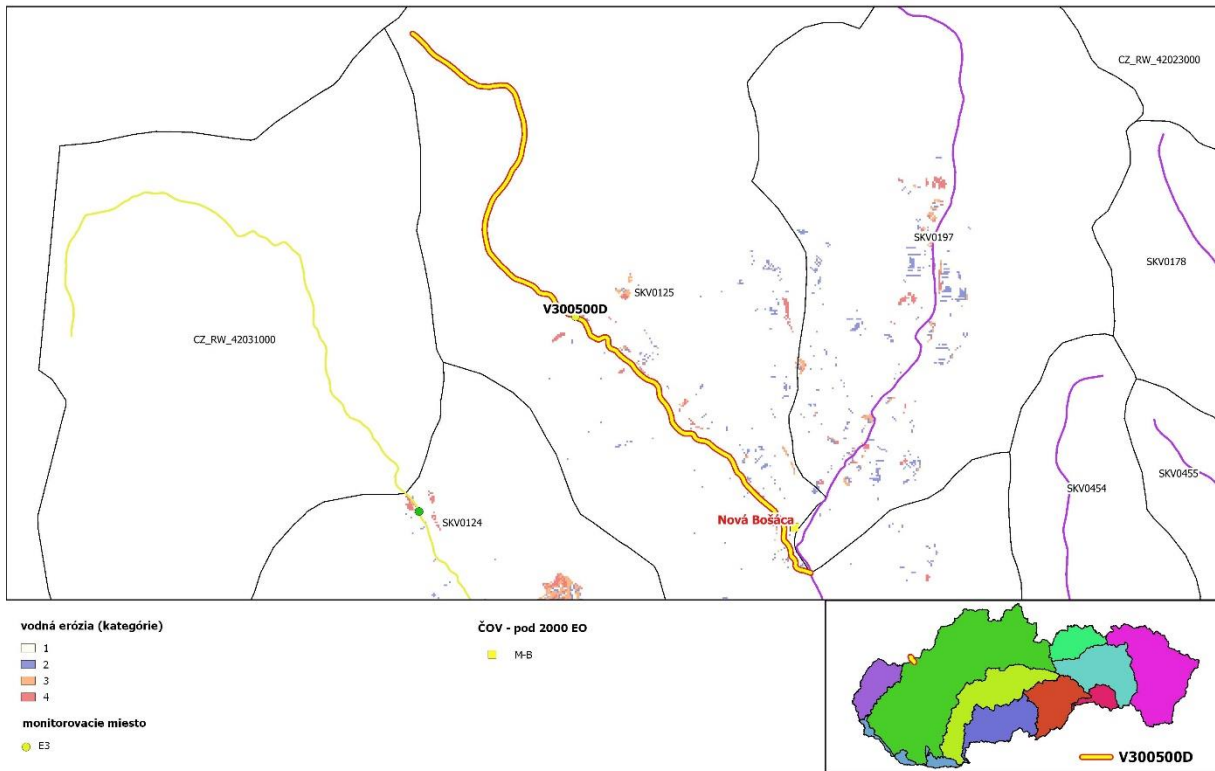 CZ_RW_42023000
SKV0197
SKV0178
SKV0125
V300500D
CZ_RW_42031000
SKV0455
SKV0454
Nová Bošáca
SKV0124
vodná erózia (kategórie)
1
2
3
4
monitorovacie miesto
E3
ČOV - pod 2000 EO
M-B
V300500D